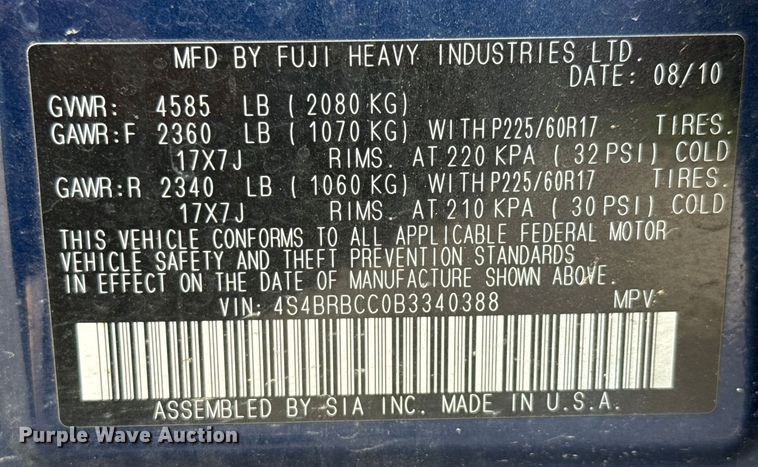 MFD BY FUJI HEAVY INDUSTRIES LTD.
DATE: 08/10
GVWR: 4585 LB ( 2080 KG)
GAWR:F 2360 LB ( 1070 KG) WITH P225/60R17 TIRES.
17X7J RIMS. AT 220 KPA ( 32 PSI) COLD
GAWR:R 2340 LB ( 1060 KG) WITH P225/60R17 TIRES.
17X7J RIMS. AT 210 KPA ( 30 PSI) COLD
THIS VEHICLE CONFORMS TO ALL APPLICABLE FEDERAL MOTOR
VEHICLE SAFETY AND THEFT PREVENTION STANDARDS
IN EFFECT ON THE DATE OF MANUFACTURE SHOWN ABOVE.
VIN: 4S4BRBCC0B3340388 MPV
ASSEMBLED BY SIA INC. MADE IN U.S.A.
Purple Wave Auction